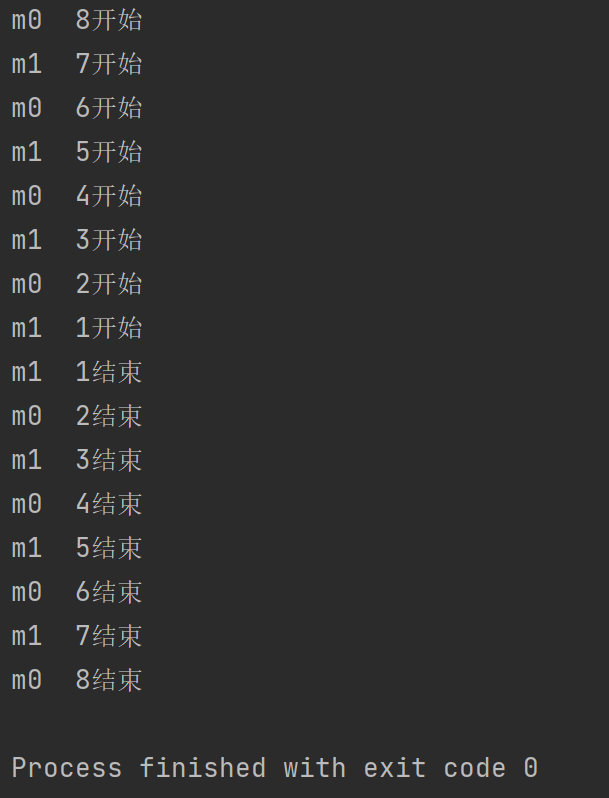 m0  8开始
m1  7开始
m0  6开始
m1  5开始
m0  4开始
m1  3开始
m0  2开始
m1  1开始
m1  1结束
m0  2结束
m1  3结束
m0  4结束
m1  5结束
m0  6结束
m1  7结束
m0  8结束
Process finished with exit code 0